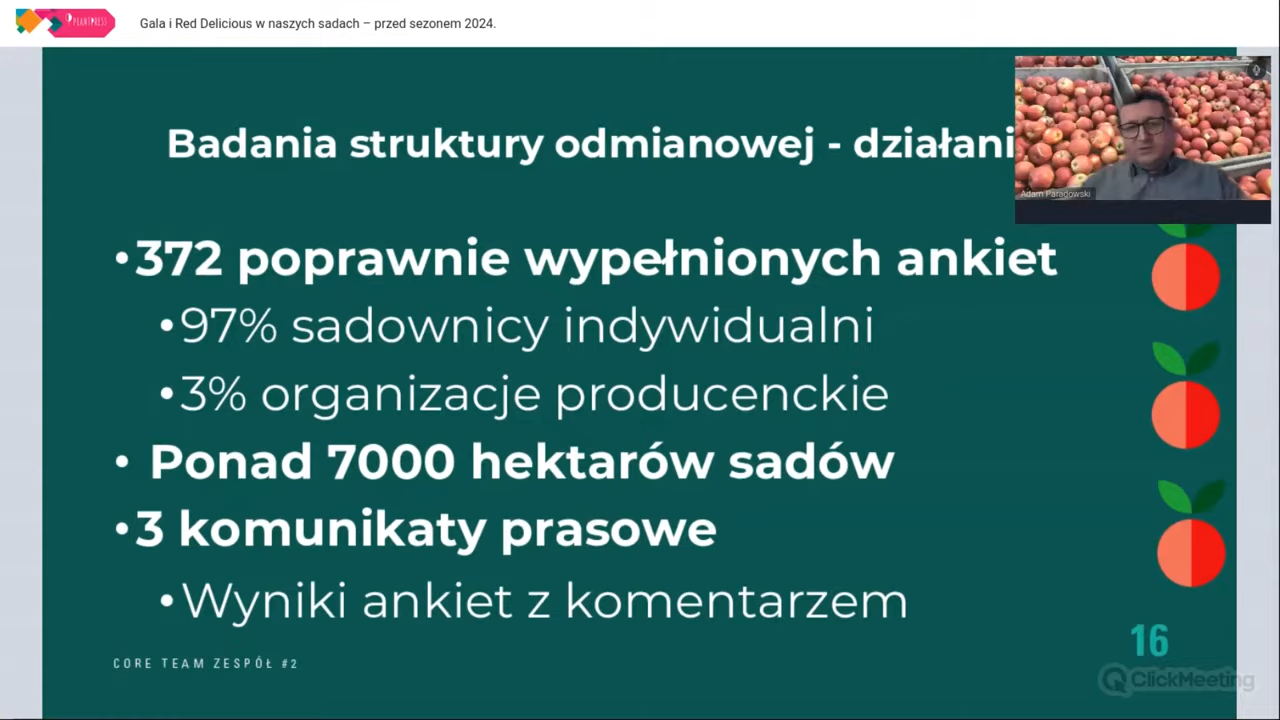 PLANTPRESS
Gala i Red Delicious w naszych sadach – przed sezonem 2024.
Badania struktury odmianowej - działani
Adam Paradowski
•372 poprawnie wypełnionych ankiet
•97% sadownicy indywidualni
•3% organizacje producenckie
• Ponad 7000 hektarów sadów
•3 komunikaty prasowe
•Wyniki ankiet z komentarzem
16
CORE TEAM ZESPÓŁ #2
ClickMeeting